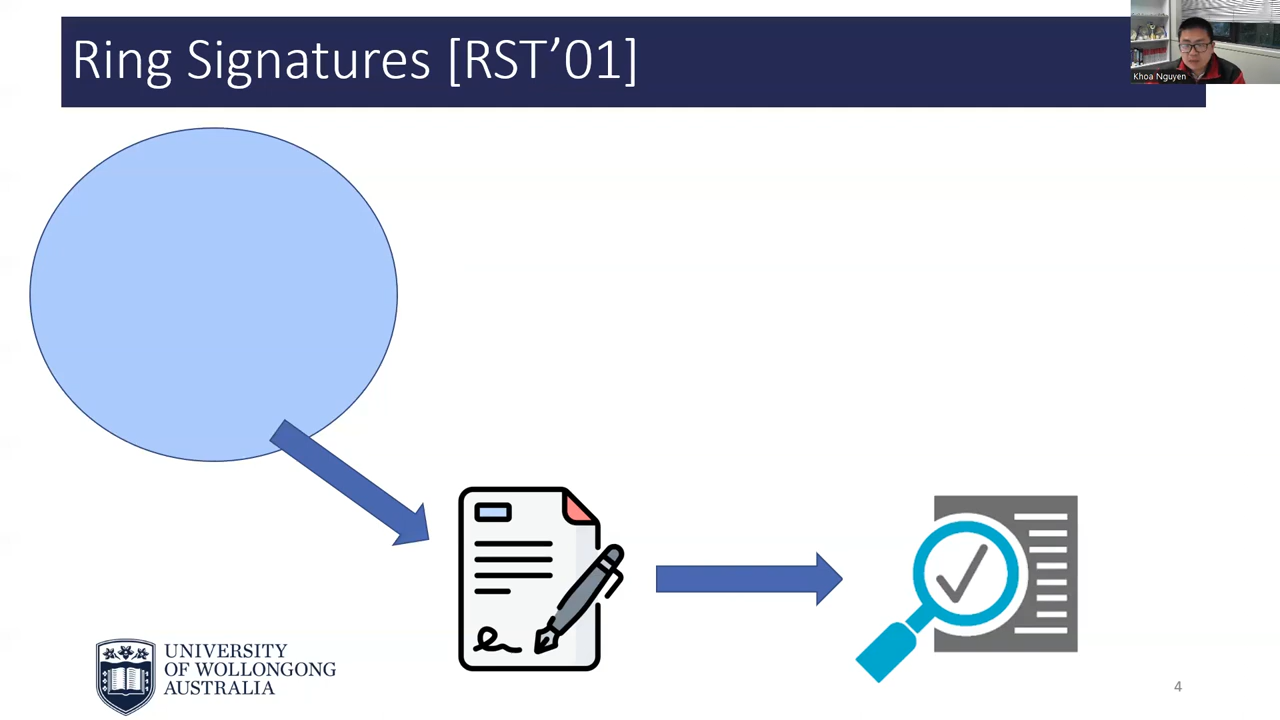 Ring Signatures [RST’01]
Khoa Nguyen
UNIVERSITY
OF WOLLONGONG
AUSTRALIA
4